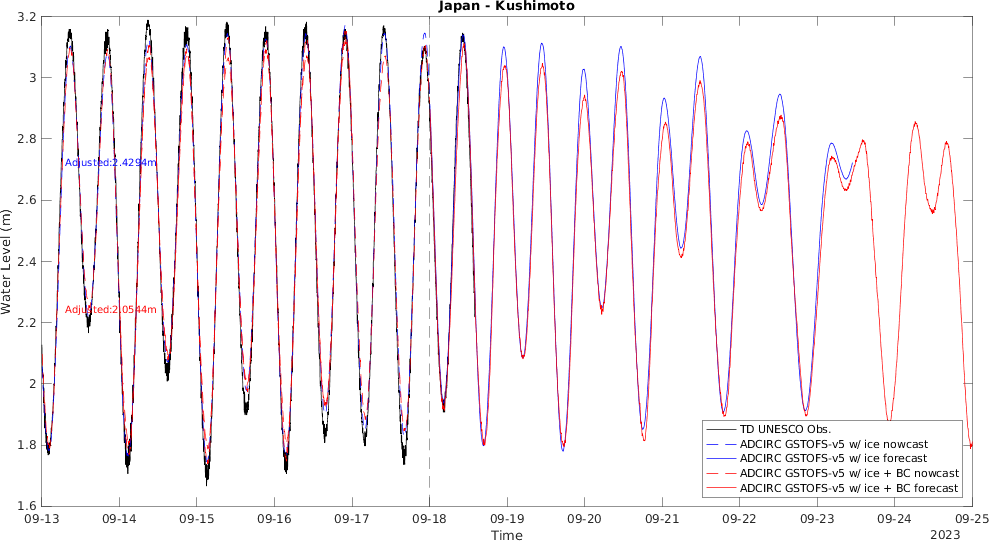 Japan - Kushimoto
3.2
3
2.8
2.6
2.4
2.2
2
1.8
1.6
Water Level (m)
Adjusted:2.4294m
Adjusted:2.0544m
TD UNESCO Obs.
ADCIRC GSTOFS-v5 w/ ice nowcast
ADCIRC GSTOFS-v5 w/ ice forecast
ADCIRC GSTOFS-v5 w/ ice + BC nowcast
ADCIRC GSTOFS-v5 w/ ice + BC forecast
09-13 09-14 09-15 09-16 09-17 09-18 09-19 09-20 09-21 09-22 09-23 09-24 09-25
Time
2023